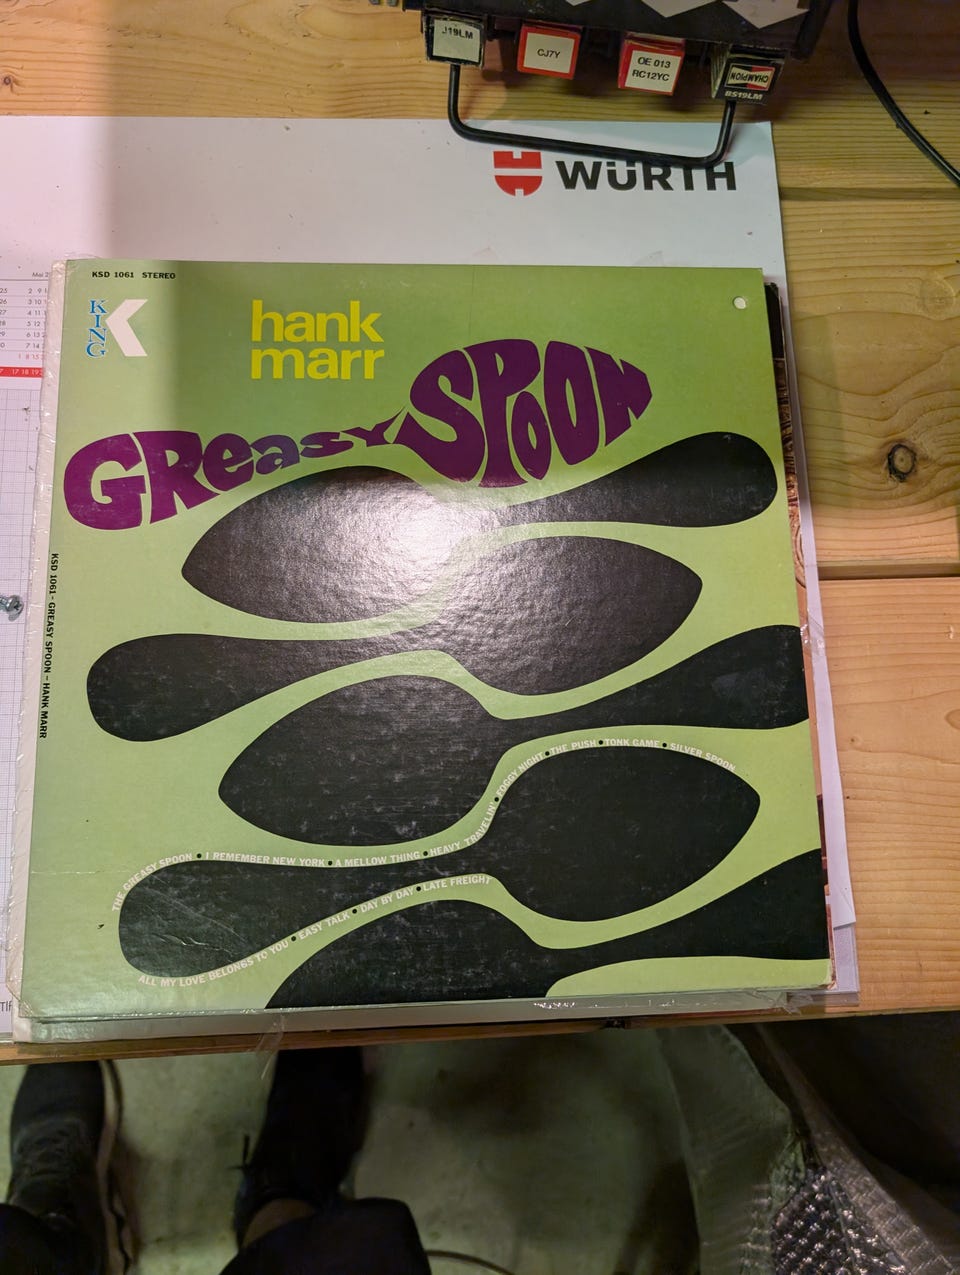 J19LM
CJ7Y
OE 013
RC12YC
CHAMPION
RS19LM
WÜRTH
KSD 1061 STEREO
KING
K
hank
marr
GReasy SPOON
KSD 1061 - GREASY SPOON - HANK MARR
THE GREASY SPOON • I REMEMBER NEW YORK • A MELLOW THING • HEAVY TRAVELIN' • FOGGY NIGHT • THE PUSH • TONK GAME • SILVER SPOON
ALL MY LOVE BELONGS TO YOU • EASY TALK • DAY BY DAY • LATE FREIGHT